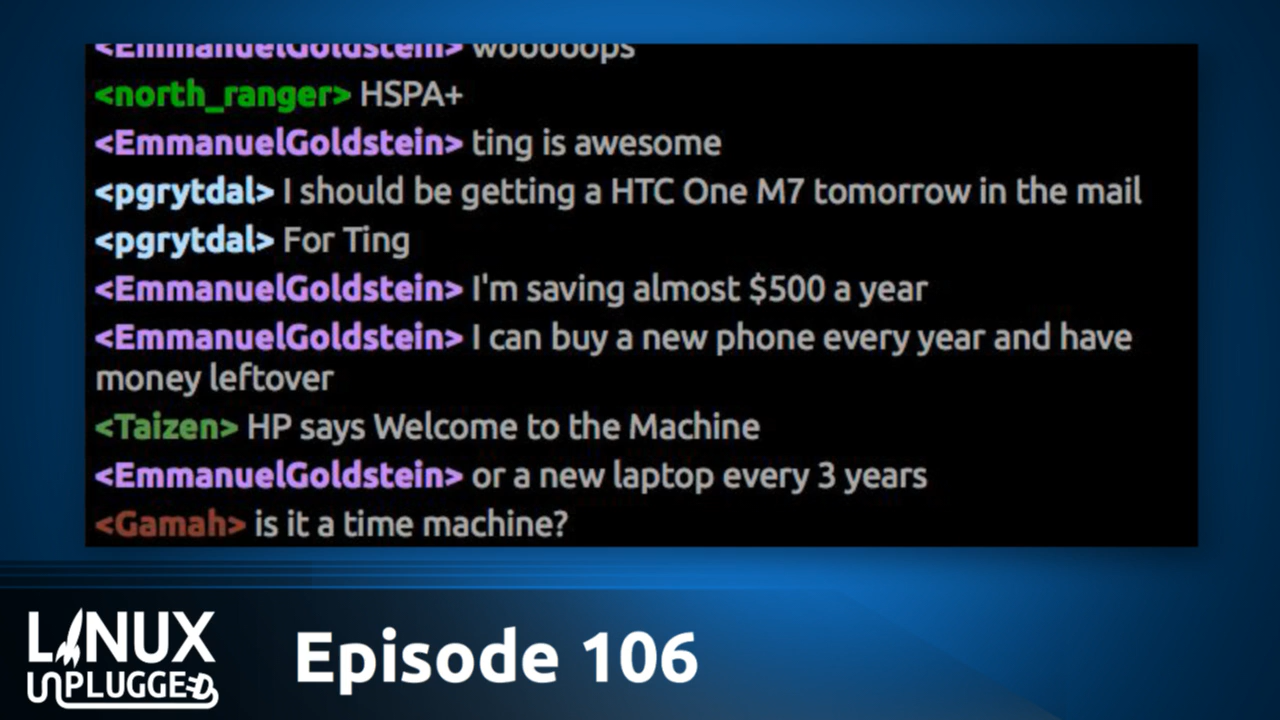 <EmmanuelGoldstein> wooooops
<north_ranger> HSPA+
<EmmanuelGoldstein> ting is awesome
<pgrytdal> I should be getting a HTC One M7 tomorrow in the mail
<pgrytdal> For Ting
<EmmanuelGoldstein> I'm saving almost $500 a year
<EmmanuelGoldstein> I can buy a new phone every year and have
money leftover
<Taizen> HP says Welcome to the Machine
<EmmanuelGoldstein> or a new laptop every 3 years
<Gamah> is it a time machine?
LINUX
UNPLUGGED
Episode 106